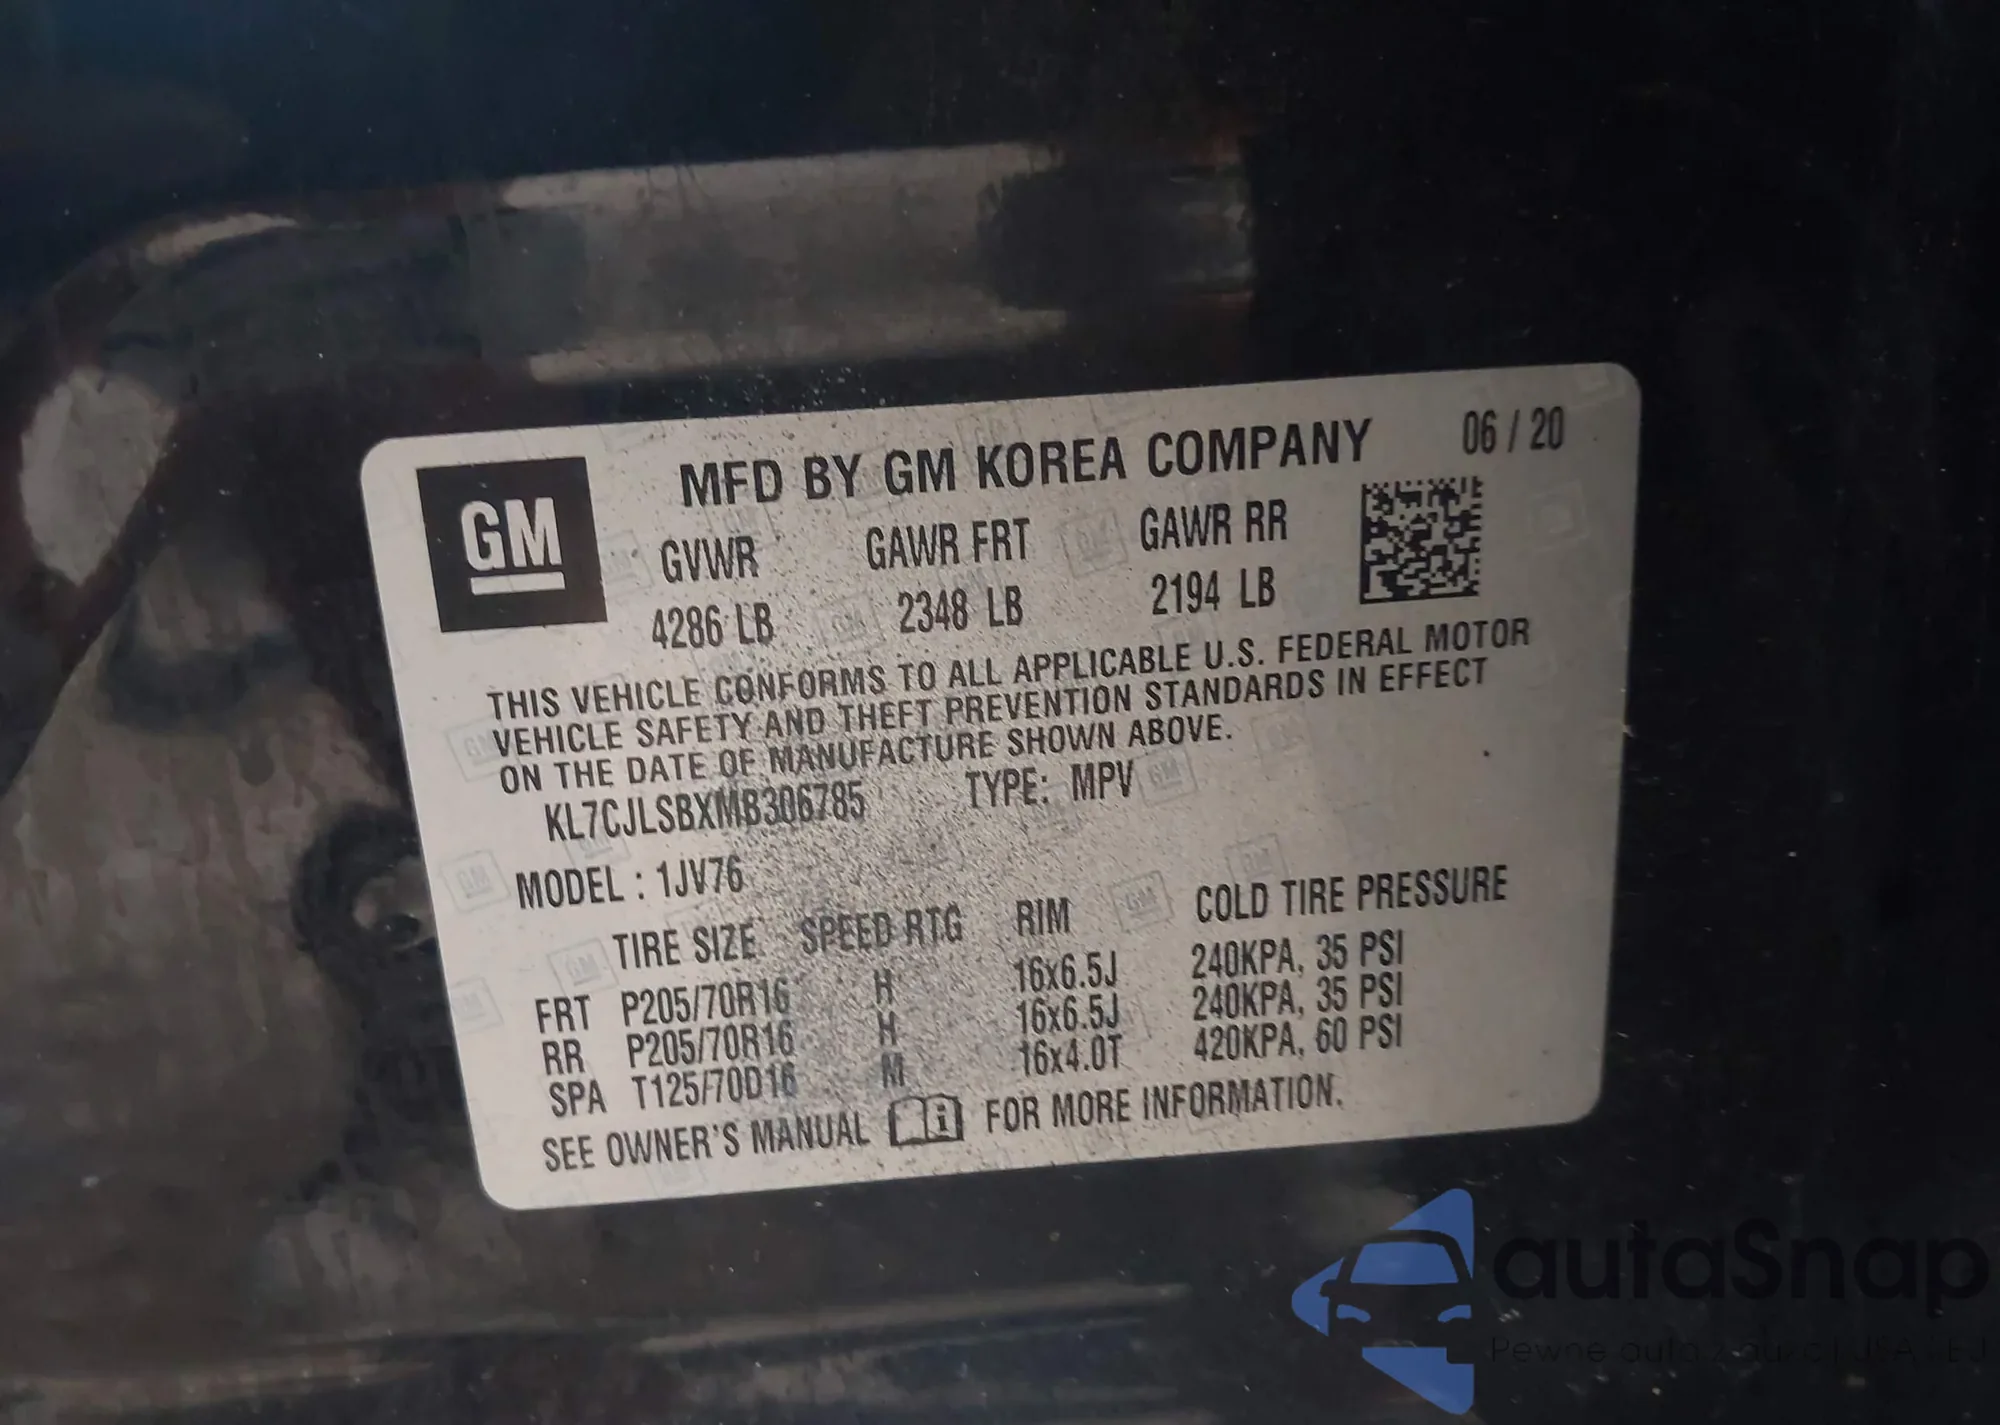 MFD BY GM KOREA COMPANY 06 / 20
GM
GVWR GAWR FRT GAWR RR
4286 LB 2348 LB 2194 LB
THIS VEHICLE CONFORMS TO ALL APPLICABLE U.S. FEDERAL MOTOR
VEHICLE SAFETY AND THEFT PREVENTION STANDARDS IN EFFECT
ON THE DATE OF MANUFACTURE SHOWN ABOVE.
KL7CJLSBXMB306785 TYPE: MPV
MODEL : 1JV76
TIRE SIZE SPEED RTG RIM COLD TIRE PRESSURE
FRT P205/70R16 H 16x6.5J 240KPA, 35 PSI
RR P205/70R16 H 16x6.5J 240KPA, 35 PSI
SPA T125/70D16 M 16x4.0T 420KPA, 60 PSI
SEE OWNER'S MANUAL FOR MORE INFORMATION.
autaSnap
Pewne auta z